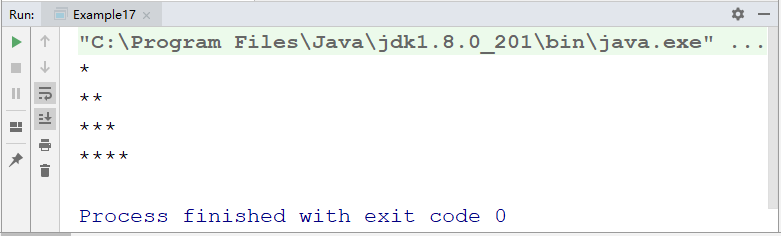 Run: Example17
"C:\Program Files\Java\jdk1.8.0_201\bin\java.exe" ...
*
**
***
****
Process finished with exit code 0